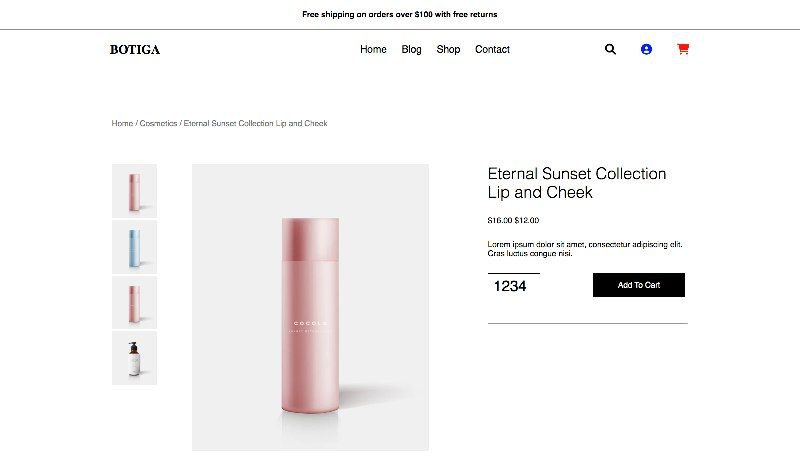 Free shipping on orders over $100 with free returns
BOTIGA
Home Blog Shop Contact
Home / Cosmetics / Eternal Sunset Collection Lip and Cheek
Eternal Sunset Collection
Lip and Cheek
$16.00 $12.00
Lorem ipsum dolor sit amet, consectetur adipiscing elit.
Cras luctus congue nisi.
1234
Add To Cart